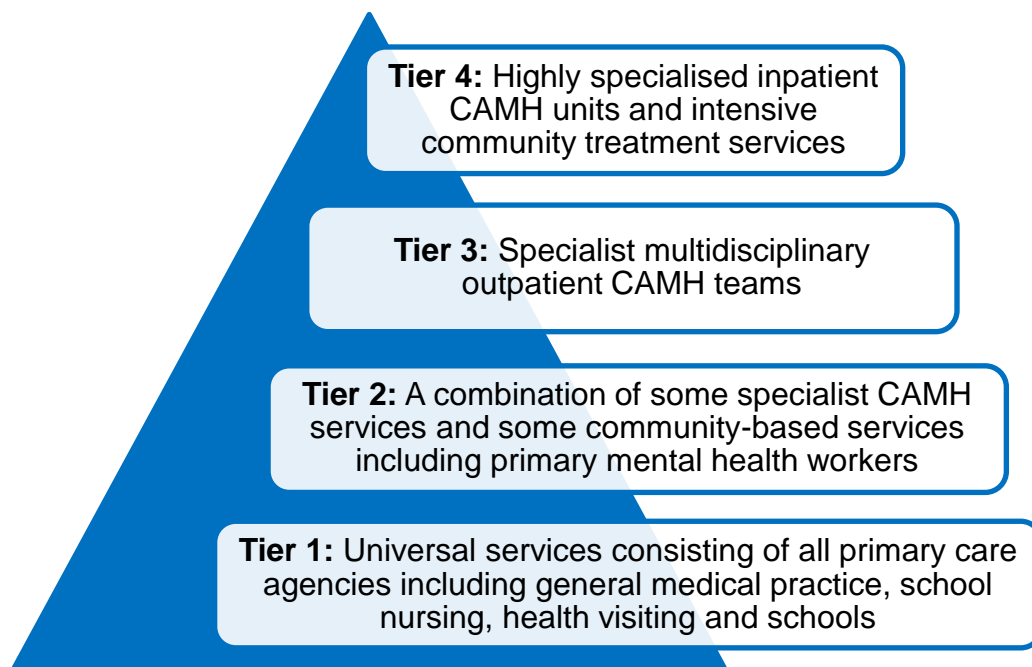 Tier 4: Highly specialised inpatient
CAMH units and intensive
community treatment services
Tier 3: Specialist multidisciplinary
outpatient CAMH teams
Tier 2: A combination of some specialist CAMH
services and some community-based services
including primary mental health workers
Tier 1: Universal services consisting of all primary care
agencies including general medical practice, school
nursing, health visiting and schools